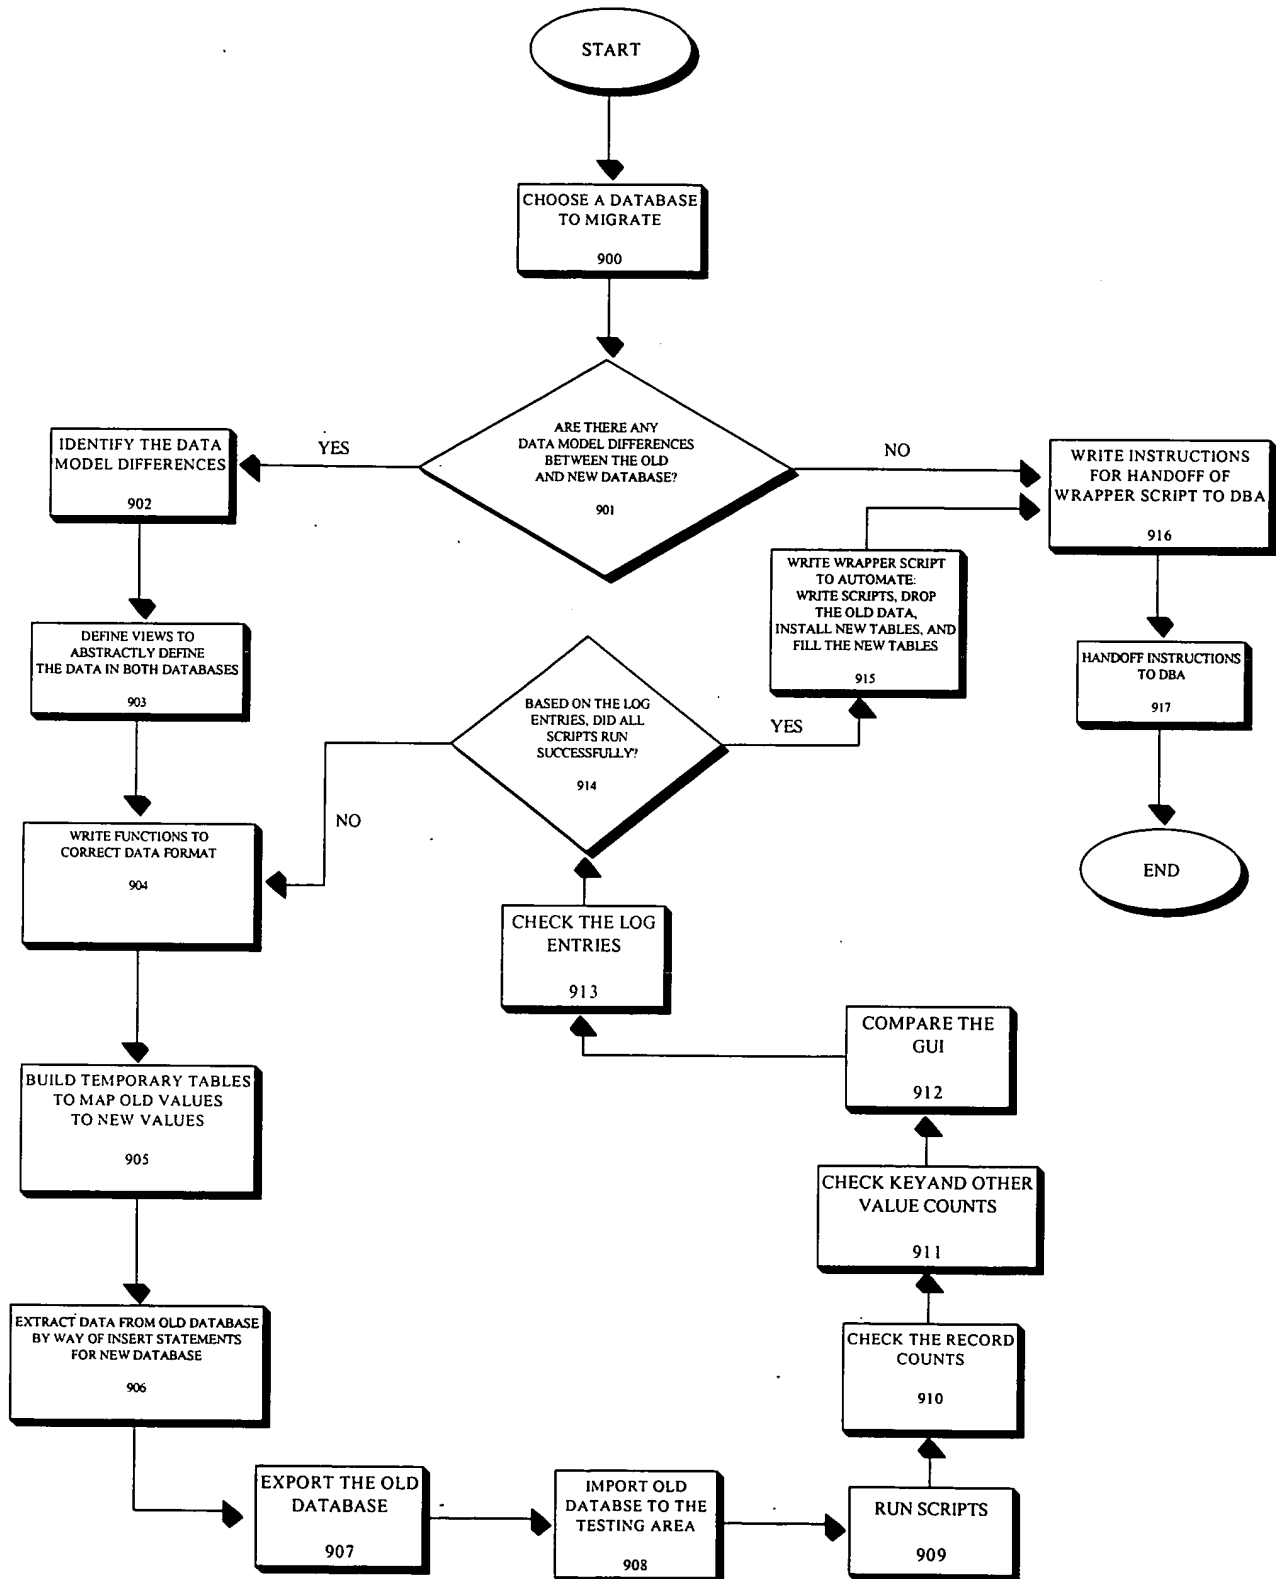 START
CHOOSE A DATABASE
TO MIGRATE
900
ARE THERE ANY
DATA MODEL DIFFERENCES
BETWEEN THE OLD
AND NEW DATABASE?
901
YES
NO
IDENTIFY THE DATA
MODEL DIFFERENCES
902
DEFINE VIEWS TO
ABSTRACTLY DEFINE
THE DATA IN BOTH DATABASES
903
WRITE FUNCTIONS TO
CORRECT DATA FORMAT
904
BUILD TEMPORARY TABLES
TO MAP OLD VALUES
TO NEW VALUES
905
EXTRACT DATA FROM OLD DATABASE
BY WAY OF INSERT STATEMENTS
FOR NEW DATABASE
906
EXPORT THE OLD
DATABASE
907
IMPORT OLD
DATABSE TO THE
TESTING AREA
908
RUN SCRIPTS
909
CHECK THE RECORD
COUNTS
910
CHECK KEYAND OTHER
VALUE COUNTS
911
COMPARE THE
GUI
912
CHECK THE LOG
ENTRIES
913
BASED ON THE LOG
ENTRIES, DID ALL
SCRIPTS RUN
SUCCESSFULLY?
914
NO
YES
WRITE WRAPPER SCRIPT
TO AUTOMATE:
WRITE SCRIPTS, DROP
THE OLD DATA,
INSTALL NEW TABLES, AND
FILL THE NEW TABLES
915
WRITE INSTRUCTIONS
FOR HANDOFF OF
WRAPPER SCRIPT TO DBA
916
HANDOFF INSTRUCTIONS
TO DBA
917
END